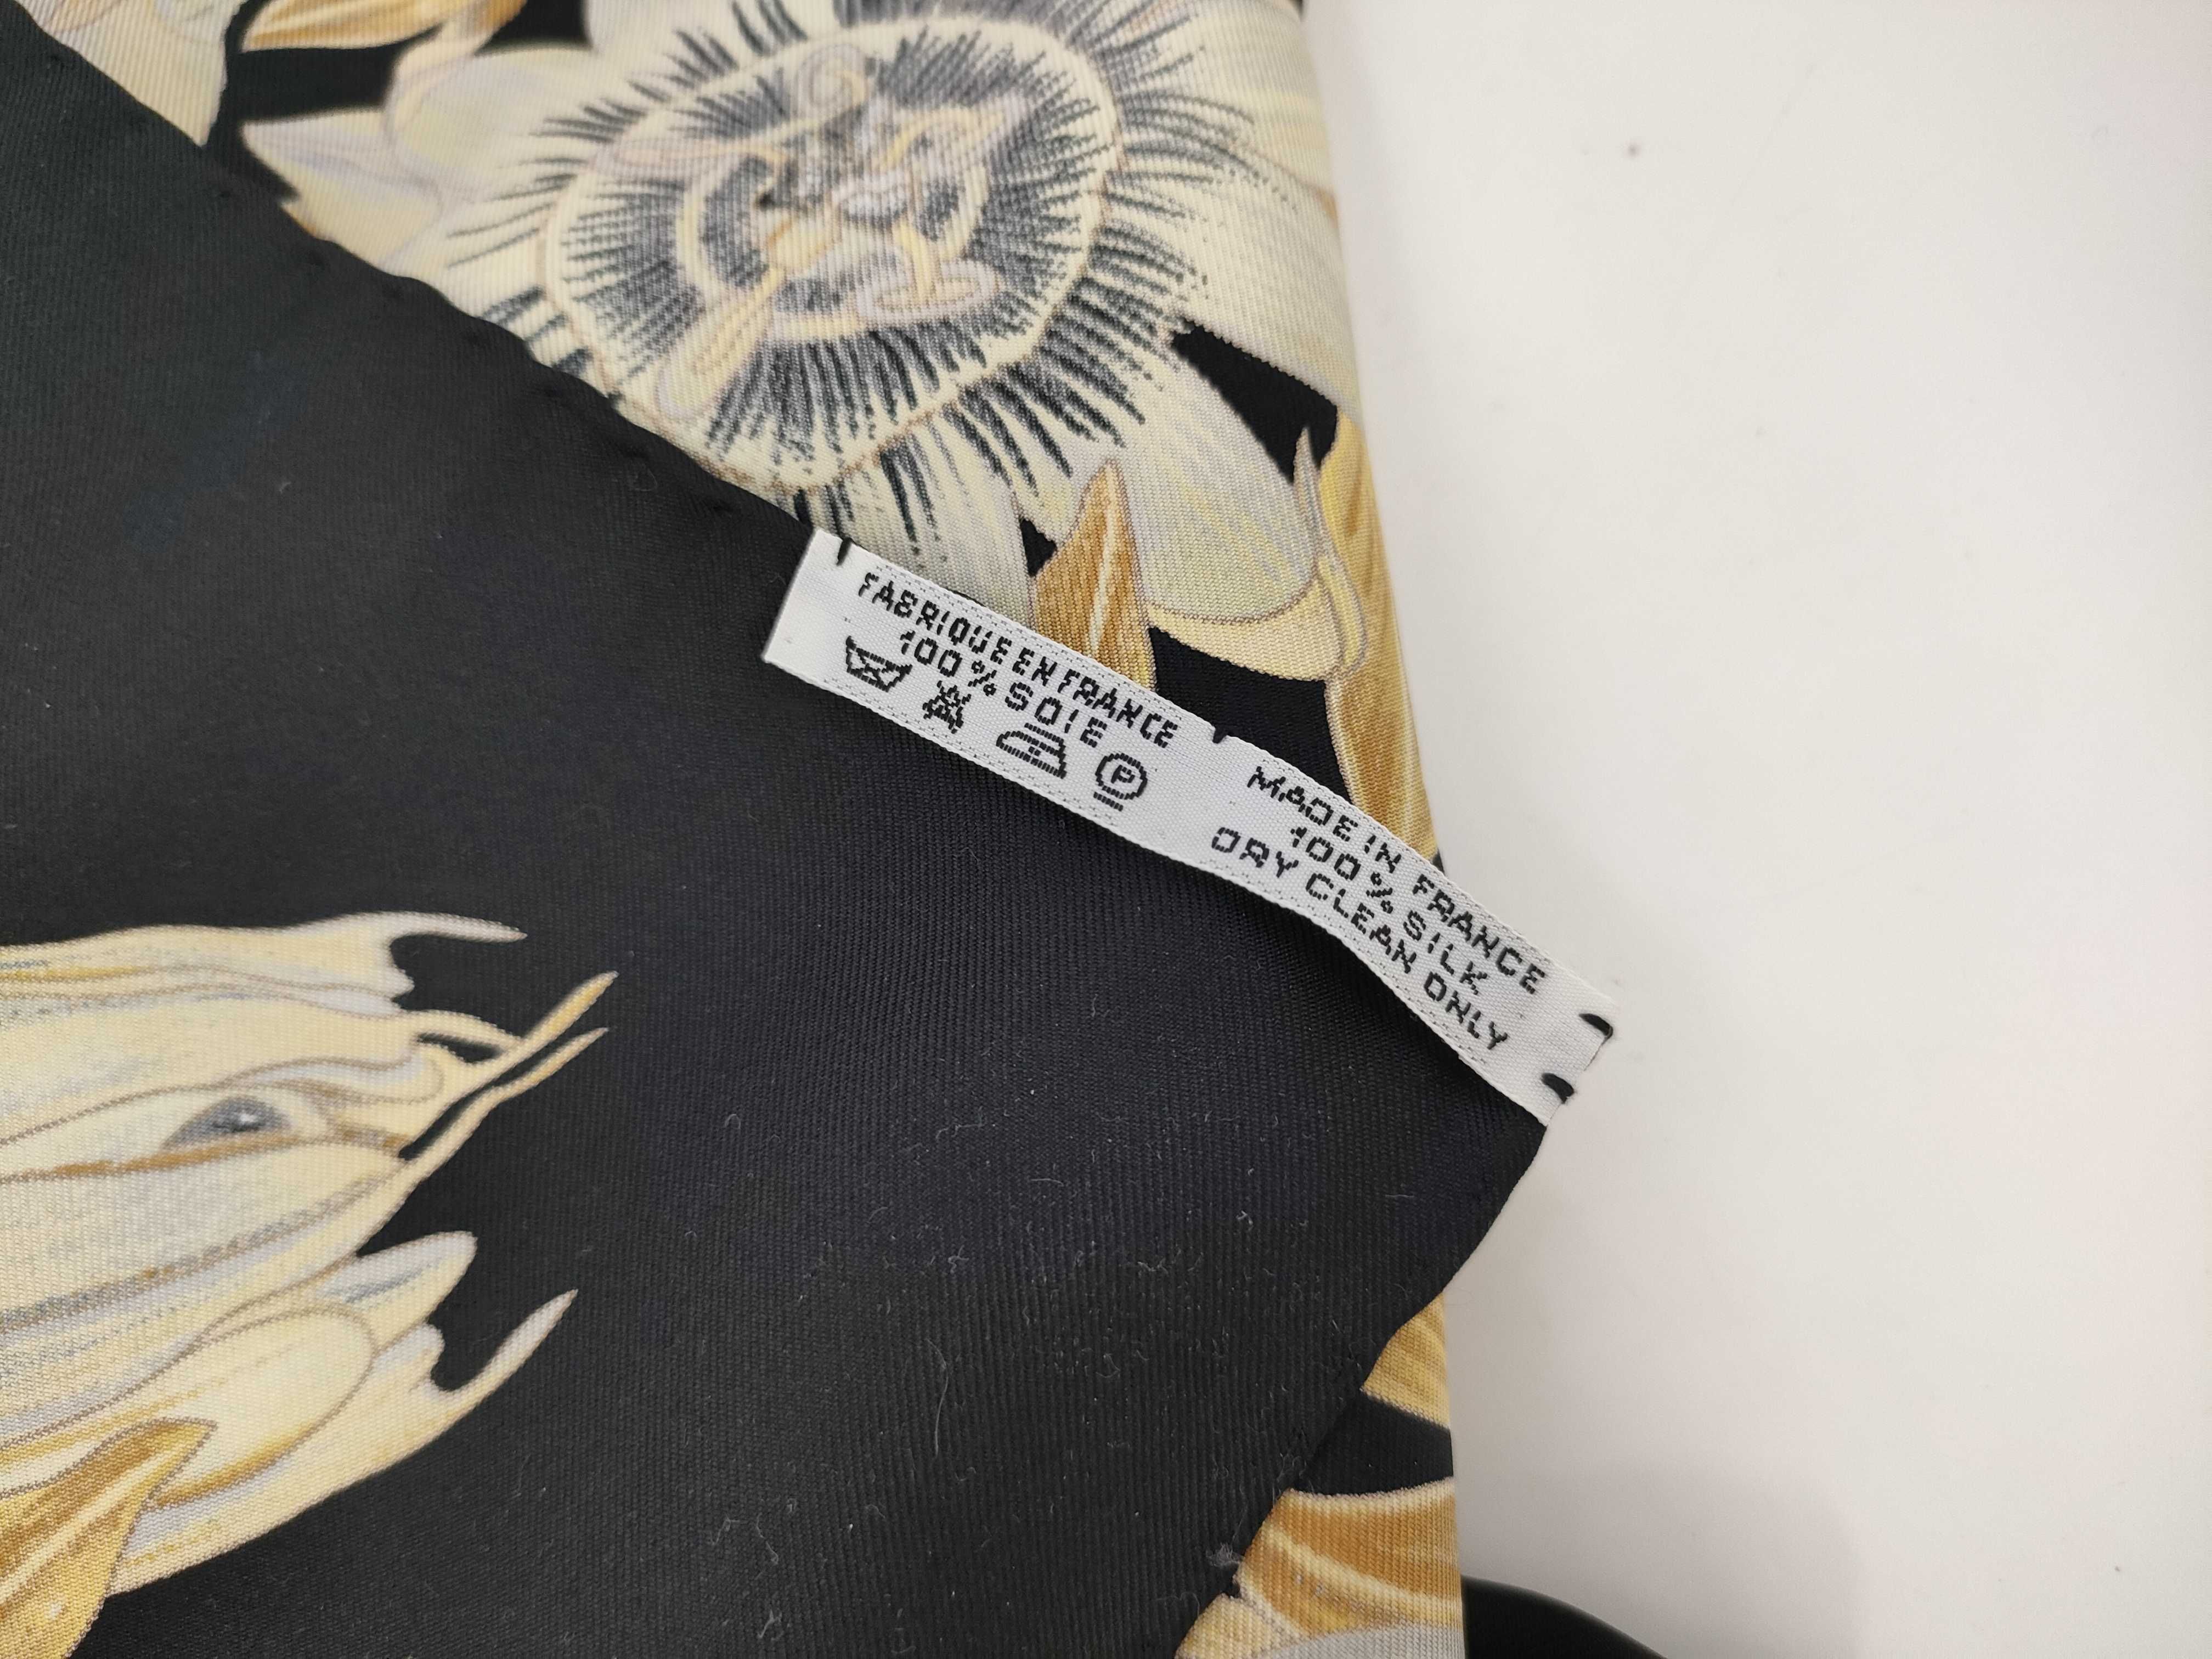 FABRIQUE EN FRANCE
100% SOIE
P
MADE IN FRANCE
100% SILK
DRY CLEAN ONLY